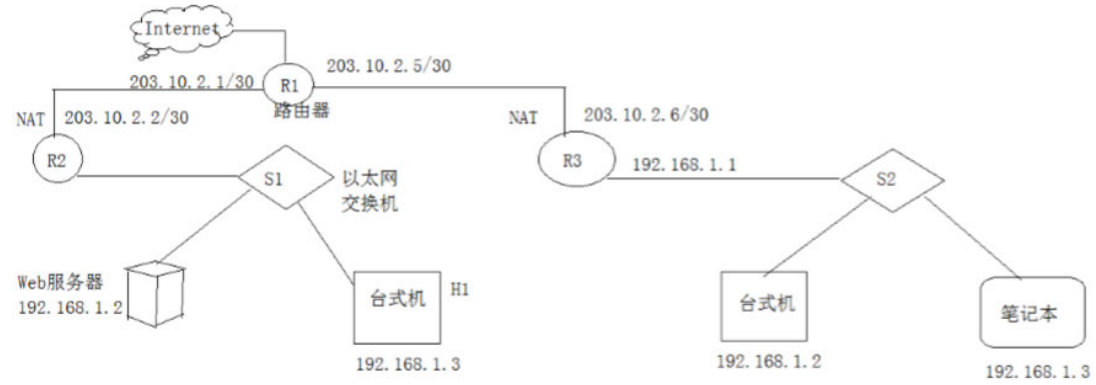 Internet
203.10.2.1/30
R1
203.10.2.5/30
路由器
NAT
203.10.2.2/30
NAT
203.10.2.6/30
R2
S1
以太网
交换机
R3
192.168.1.1
S2
Web服务器
192.168.1.2
台式机
H1
192.168.1.3
台式机
192.168.1.2
笔记本
192.168.1.3